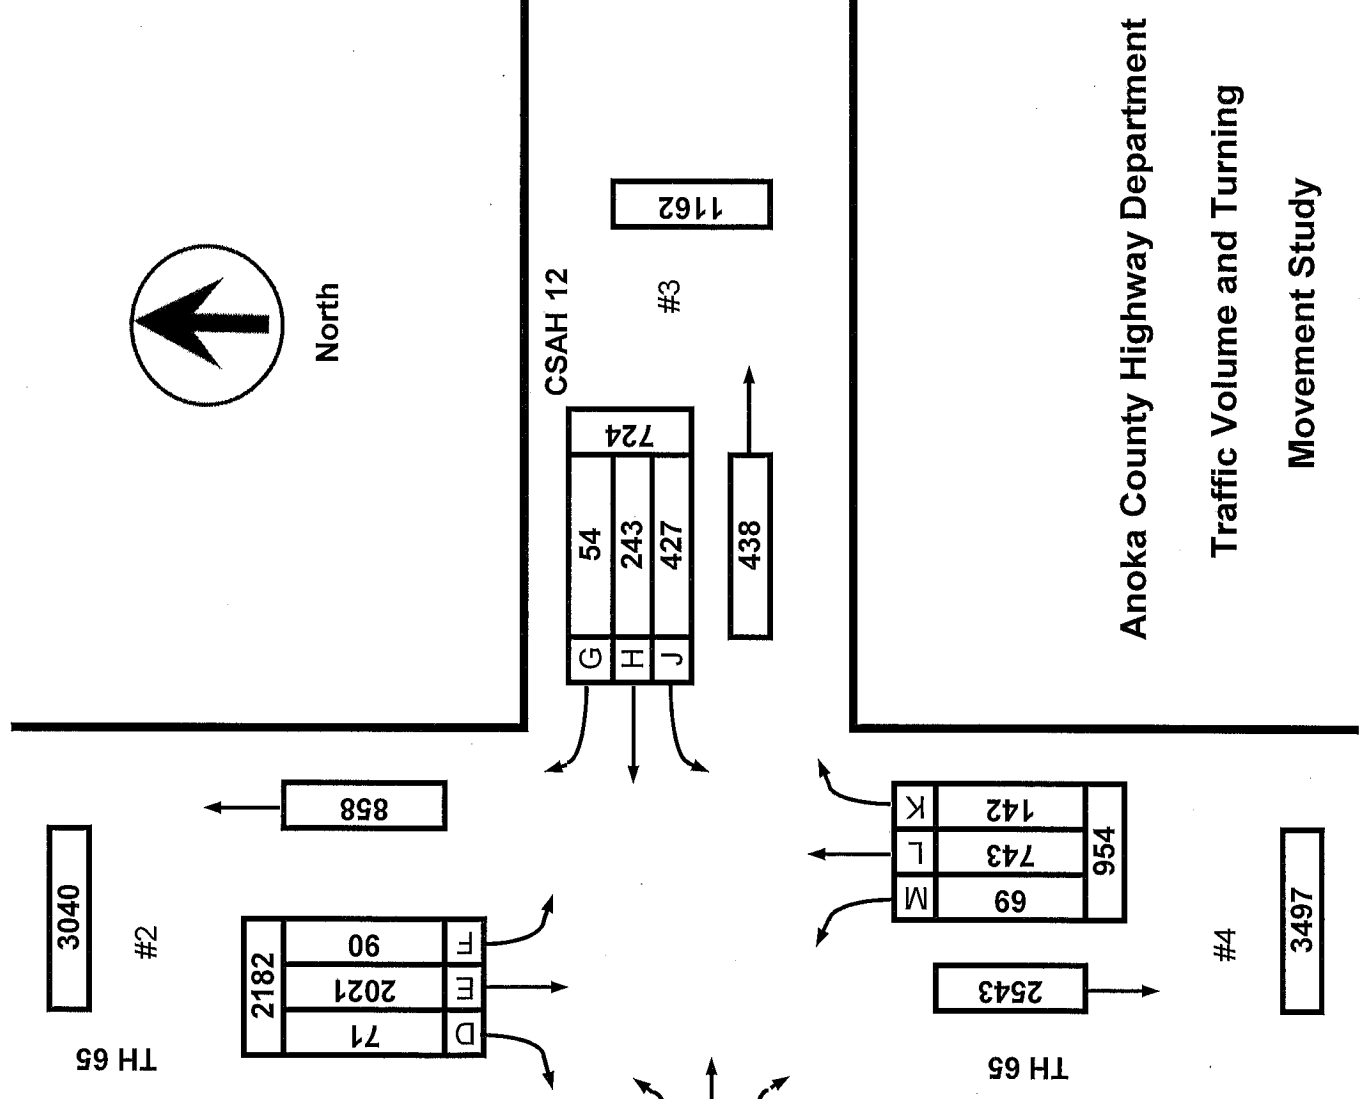 North
CSAH 12
#3
1162
724
G 54
H 243
J 427
438
Anoka County Highway Department
Traffic Volume and Turning
Movement Study
3040
#2
TH 65
858
2182
90 F
2021 E
71 D
K 142
L 743
M 69
954
2543
#4
3497
TH 65